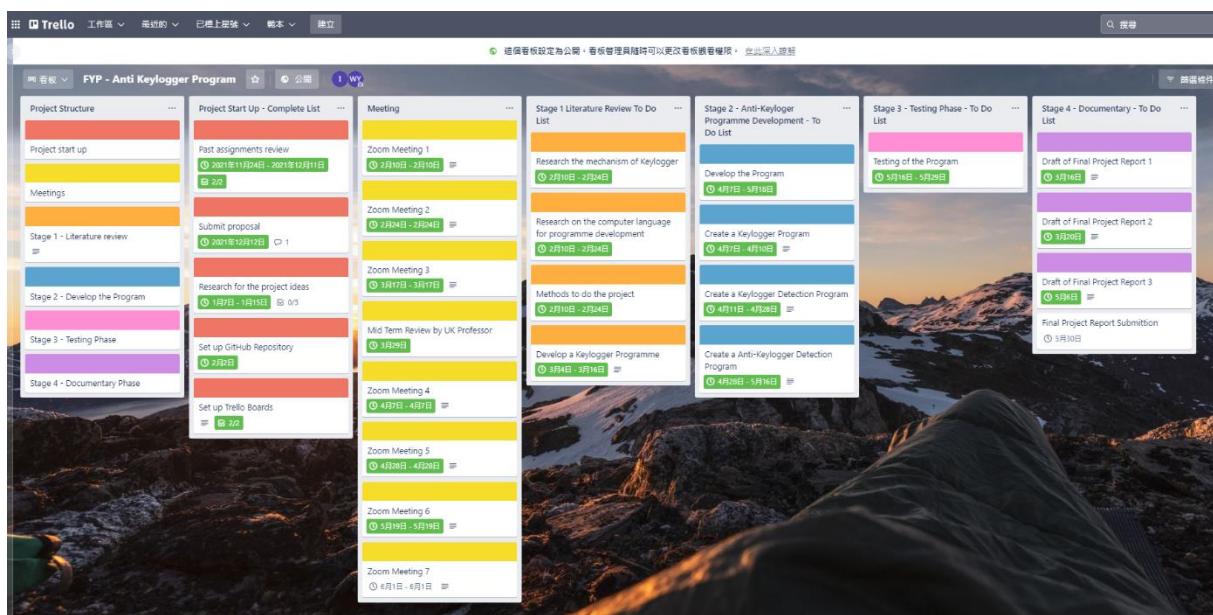 Trello 工作區 最近的 已標上星號 範本 建立 搜尋
這個看板設定為公開。看板管理員隨時可以更改看板觀看權限。 在此深入瞭解
看板 FYP - Anti Keylogger Program 公開 I WY 篩選條件
Project Structure
Project start up
Meetings
Stage 1 - Literature review
Stage 2 - Develop the Program
Stage 3 - Testing Phase
Stage 4 - Documentary Phase
Project Start Up - Complete List
Past assignments review
2021年11月24日 - 2021年12月11日
2/2
Submit proposal
2021年12月12日 1
Research for the project ideas
1月7日 - 1月15日 0/3
Set up GitHub Repository
2月2日
Set up Trello Boards
2/2
Meeting
Zoom Meeting 1
2月10日 - 2月10日
Zoom Meeting 2
2月24日 - 2月24日
Zoom Meeting 3
3月17日 - 3月17日
Mid Term Review by UK Professor
3月29日
Zoom Meeting 4
4月7日 - 4月7日
Zoom Meeting 5
4月28日 - 4月28日
Zoom Meeting 6
5月19日 - 5月19日
Zoom Meeting 7
6月1日 - 6月1日
Stage 1 Literature Review To Do
List
Research the mechanism of Keylogger
2月10日 - 2月24日
Research on the computer language
for programme development
2月10日 - 2月24日
Methods to do the project
2月10日 - 2月24日
Develop a Keylogger Programme
3月4日 - 3月16日
Stage 2 - Anti-Keyloger
Programme Development - To
Do List
Develop the Program
4月7日 - 5月18日
Create a Keylogger Program
4月7日 - 4月10日
Create a Keylogger Detection Program
4月11日 - 4月28日
Create a Anti-Keylogger Detection
Program
4月28日 - 5月16日
Stage 3 - Testing Phase - To Do
List
Testing of the Program
5月16日 - 5月29日
Stage 4 - Documentary - To Do
List
Draft of Final Project Report 1
3月16日
Draft of Final Project Report 2
3月20日
Draft of Final Project Report 3
5月6日
Final Project Report Submittion
5月30日